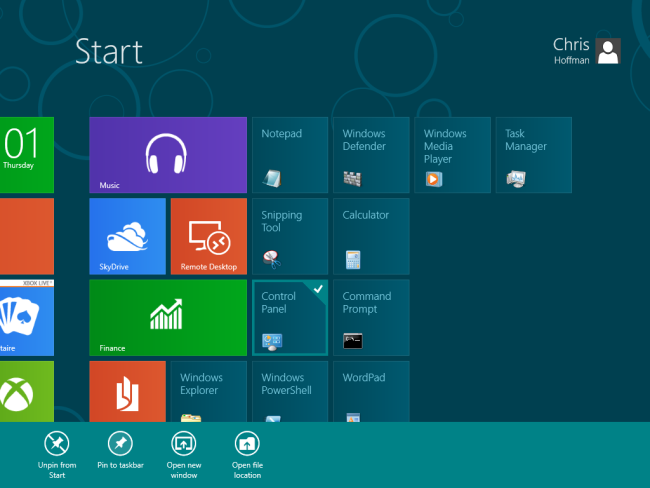 Start
Chris
Hoffman
01
Thursday
Music
Notepad
Windows
Defender
Windows
Media
Player
Task
Manager
SkyDrive
Remote Desktop
Snipping
Tool
Calculator
XBOX LIVE
taire
Finance
Control
Panel
Command
Prompt
C:\_
Windows
Explorer
Windows
PowerShell
WordPad
Unpin from
Start
Pin to taskbar
Open new
window
Open file
location